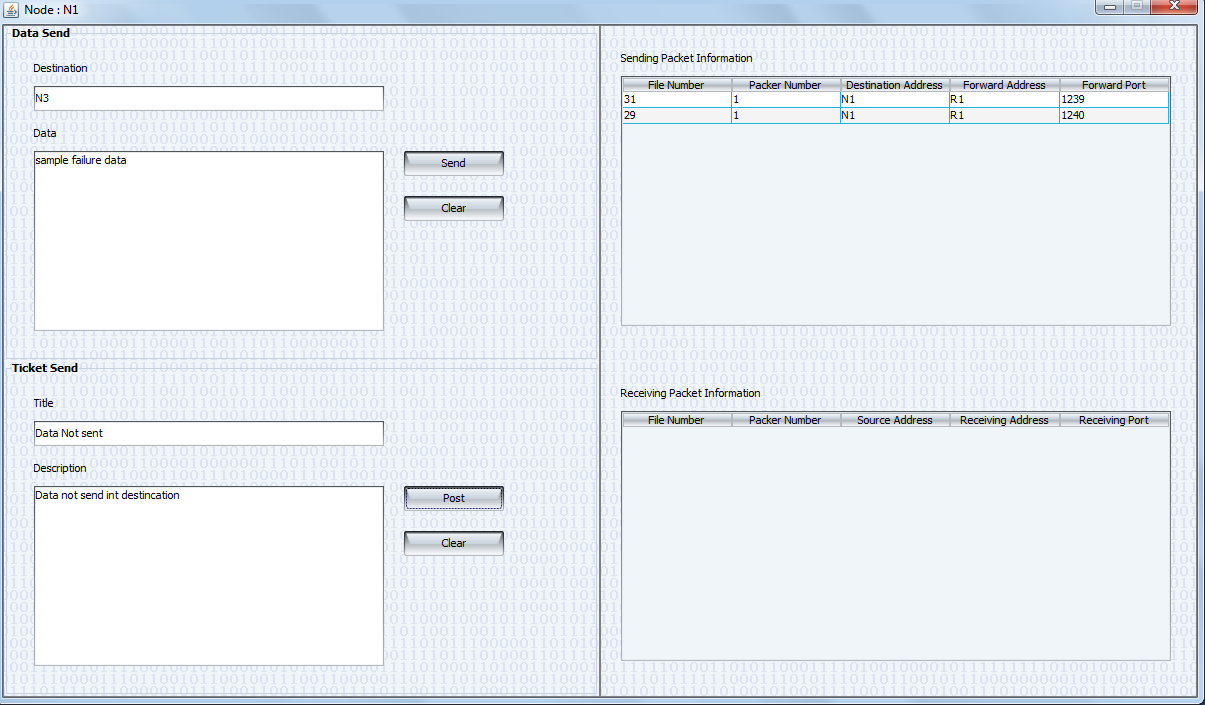 Node : N1
Data Send
Destination
N3
Data
sample failure data
Send
Clear
Ticket Send
Title
Data Not sent
Description
Data not send int destincation
Post
Clear
Sending Packet Information
File Number Packer Number Destination Address Forward Address Forward Port
31 1 N1 R1 1239
29 1 N1 R1 1240
Receiving Packet Information
File Number Packer Number Source Address Receiving Address Receiving Port